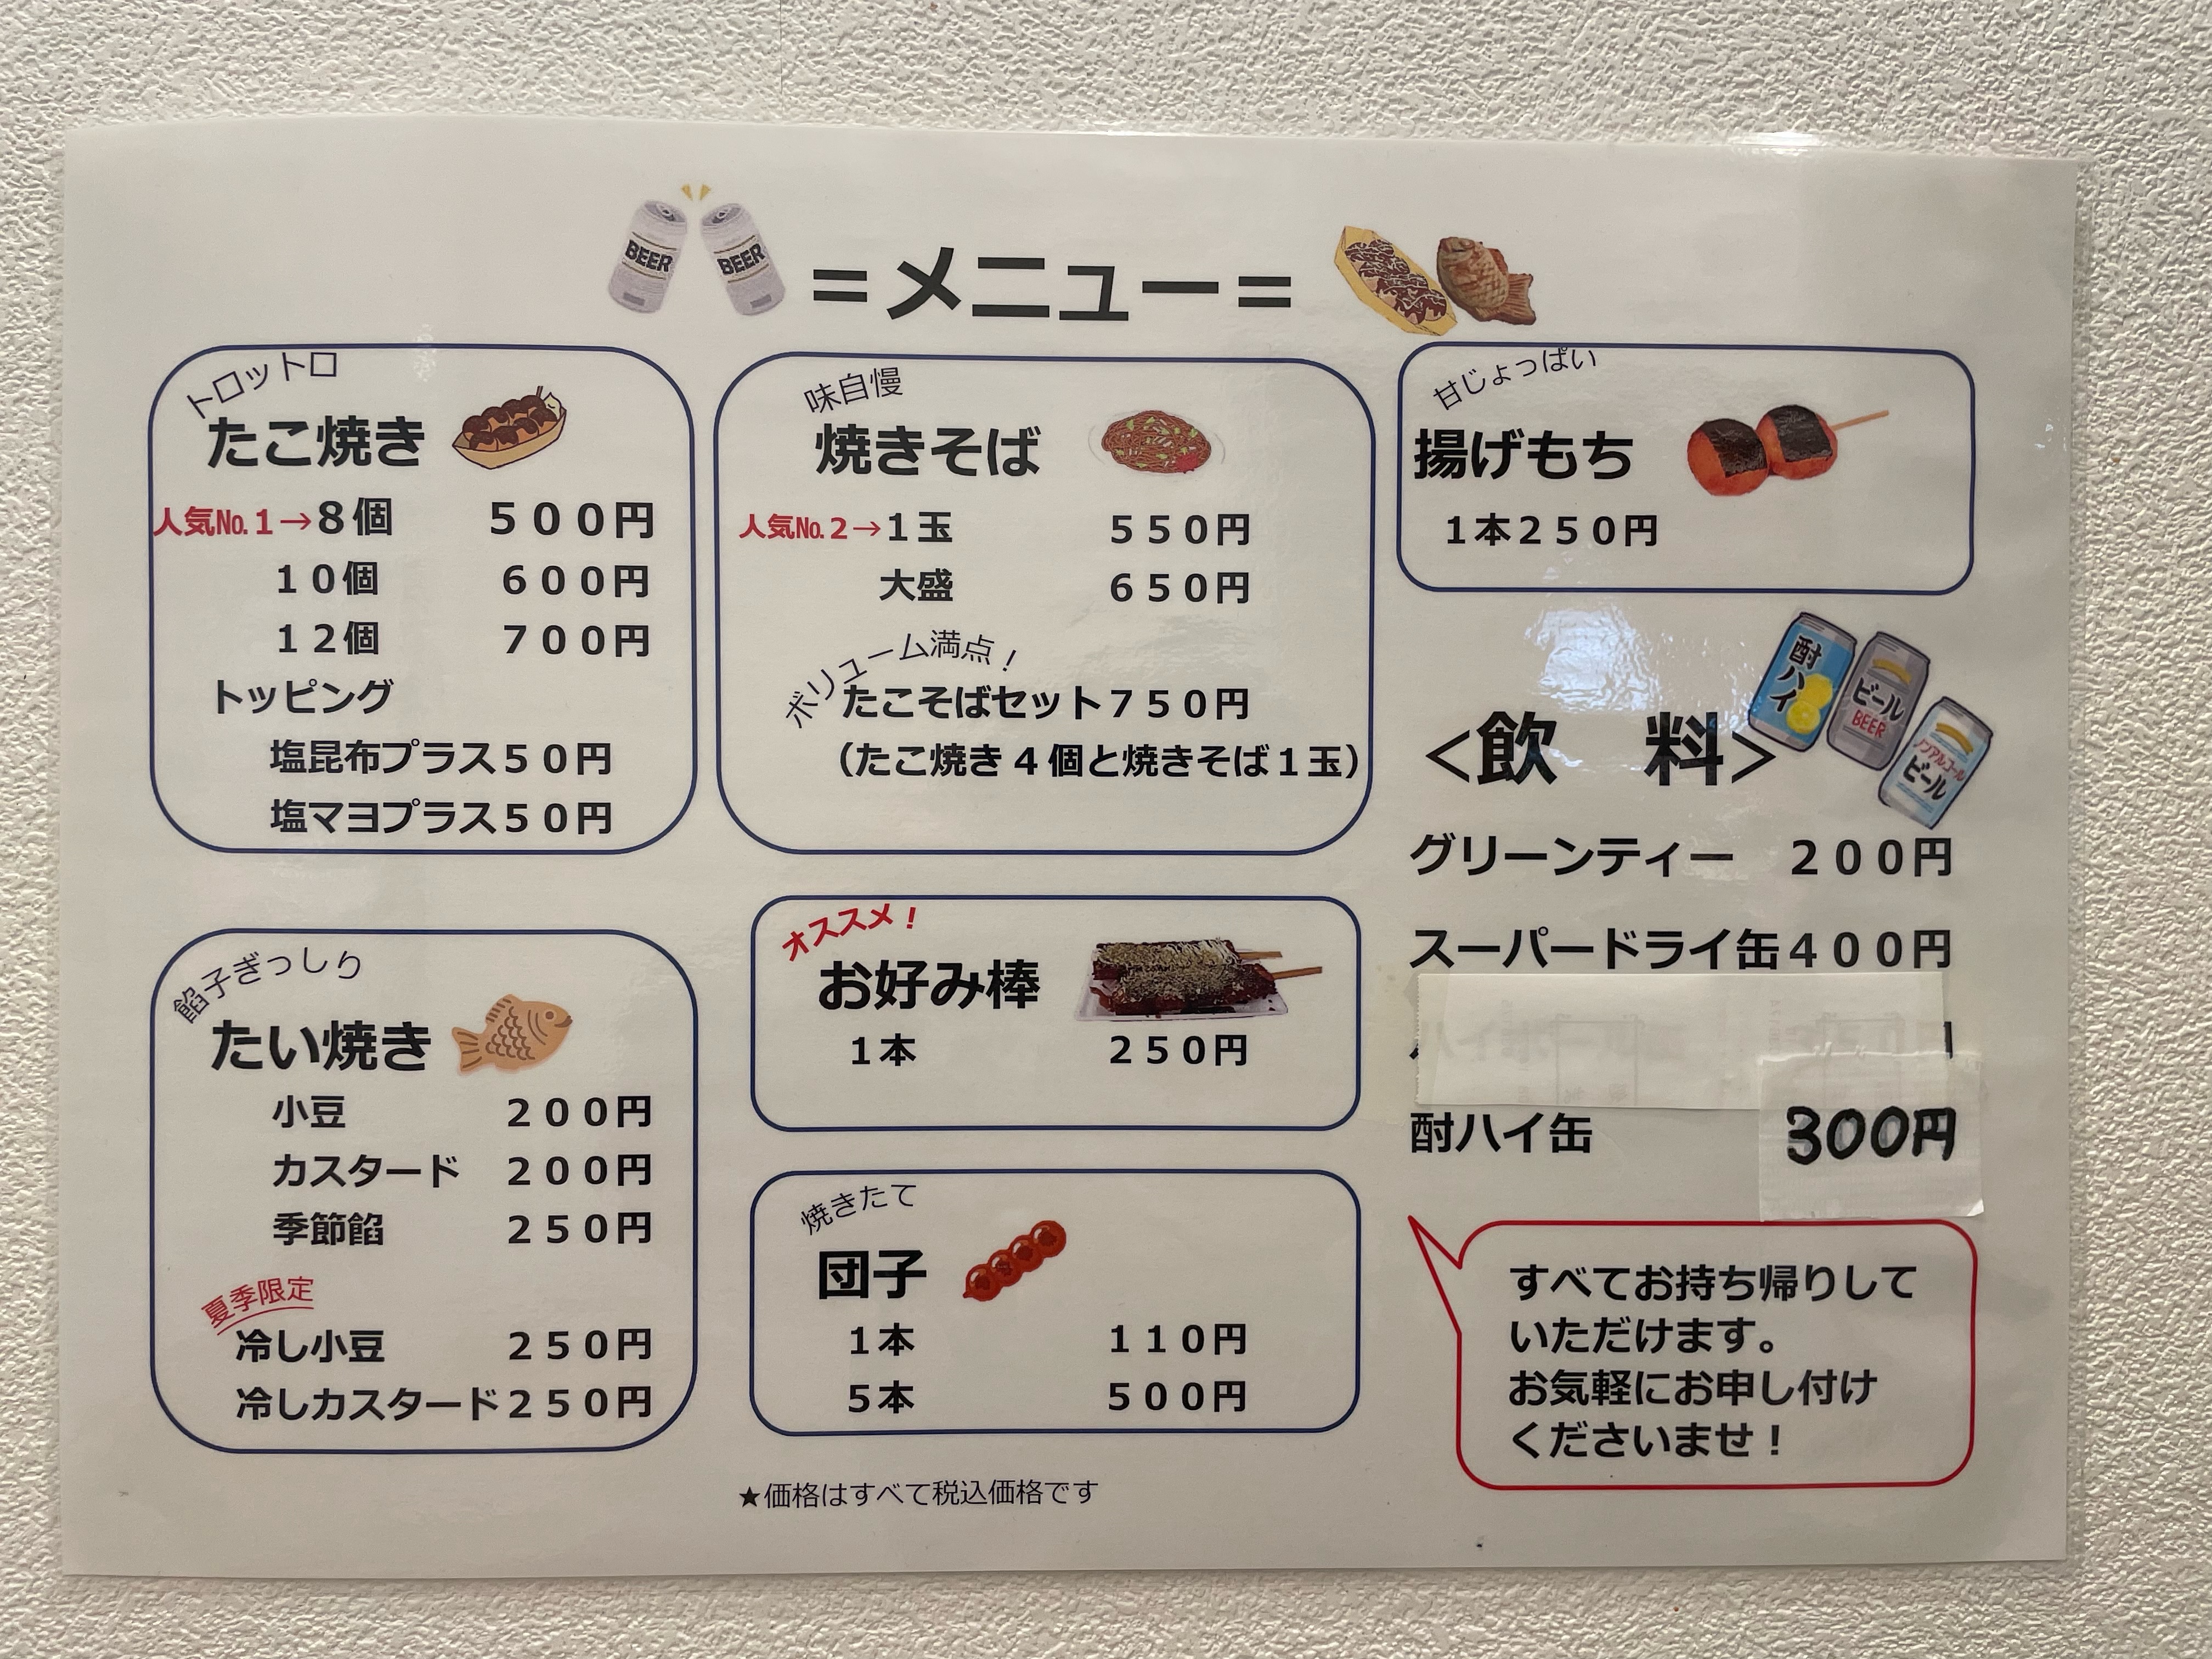 BEER
BEER
＝メニュー＝
トロットロ
たこ焼き
人気№１→８個　５００円
１０個　６００円
１２個　７００円
トッピング
塩昆布プラス５０円
塩マヨプラス５０円
餡子ぎっしり
たい焼き
小豆　２００円
カスタード　２００円
季節餡　２５０円
夏季限定
冷し小豆　２５０円
冷しカスタード２５０円
味自慢
焼きそば
人気№２→１玉　５５０円
大盛　６５０円
ボリューム満点！
たこそばセット７５０円
（たこ焼き４個と焼きそば１玉）
オススメ！
お好み棒
１本　２５０円
焼きたて
団子
１本　１１０円
５本　５００円
★価格はすべて税込価格です
甘じょっぱい
揚げもち
１本２５０円
酎ハイ
ビール
BEER
ノンアルコール
ビール
＜飲　料＞
グリーンティー　２００円
スーパードライ缶４００円
酎ハイ缶　300円
すべてお持ち帰りして
いただけます。
お気軽にお申し付け
くださいませ！